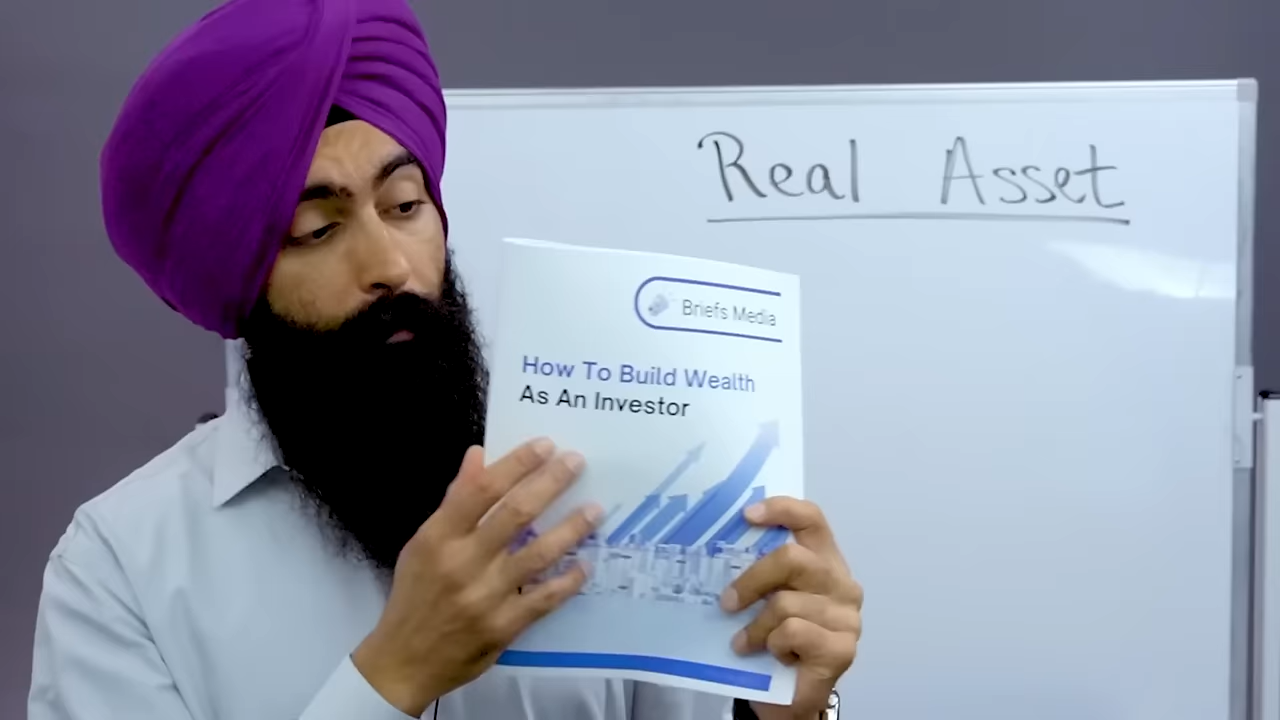 Real Asset
Briefs Media
How To Build Wealth
As An Investor